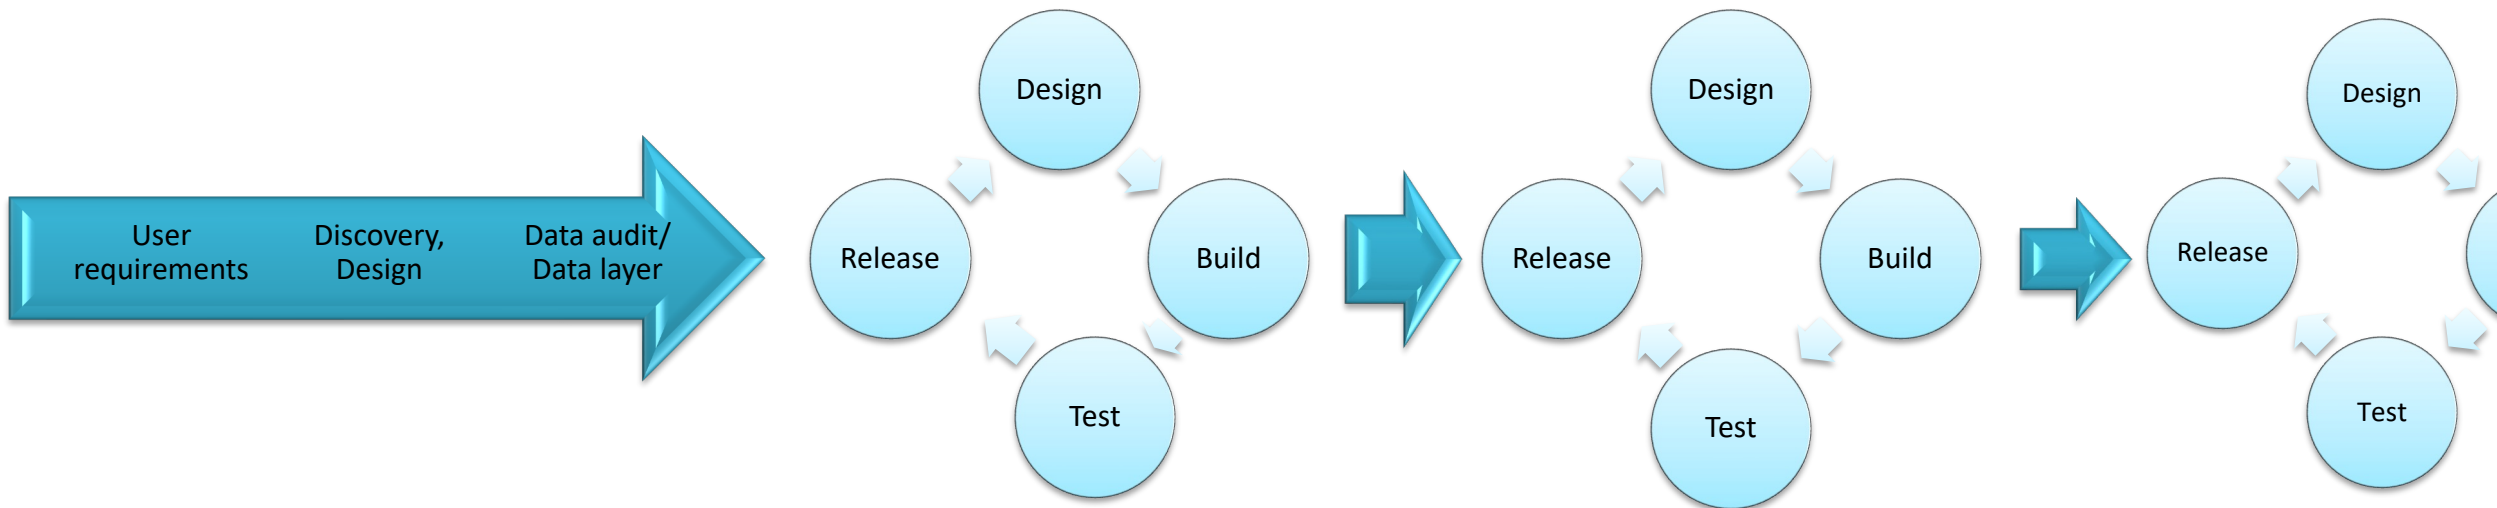 User
requirements
Discovery,
Design
Data audit/
Data layer
Design
Release
Build
Test
Design
Release
Build
Test
Design
Release
Test